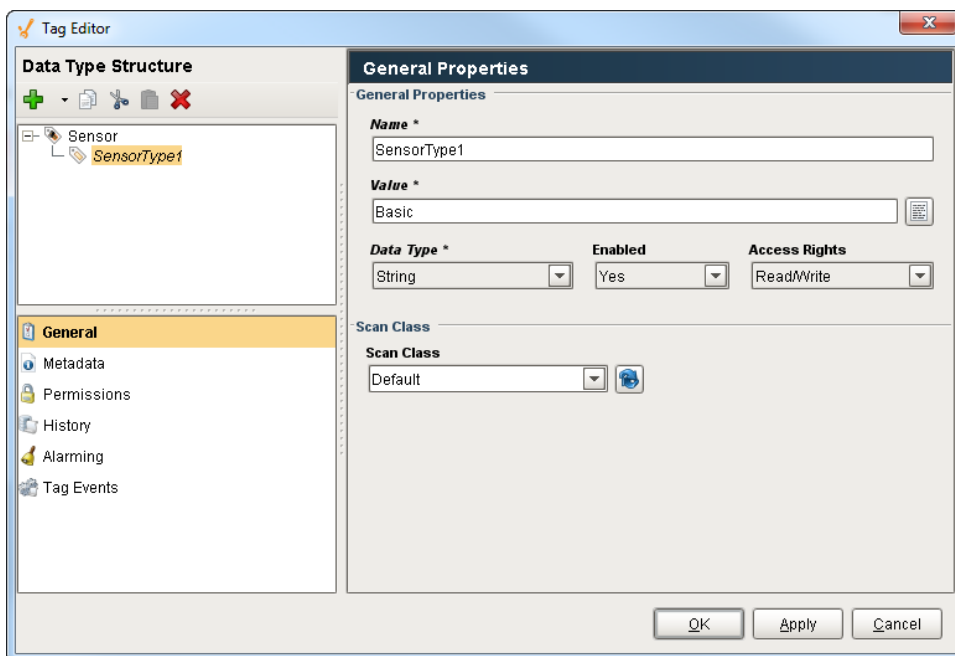 Tag Editor
Data Type Structure
Sensor
SensorType1
General
Metadata
Permissions
History
Alarming
Tag Events
General Properties
General Properties
Name *
SensorType1
Value *
Basic
Data Type * Enabled Access Rights
String Yes Read/Write
Scan Class
Scan Class
Default
OK Apply Cancel